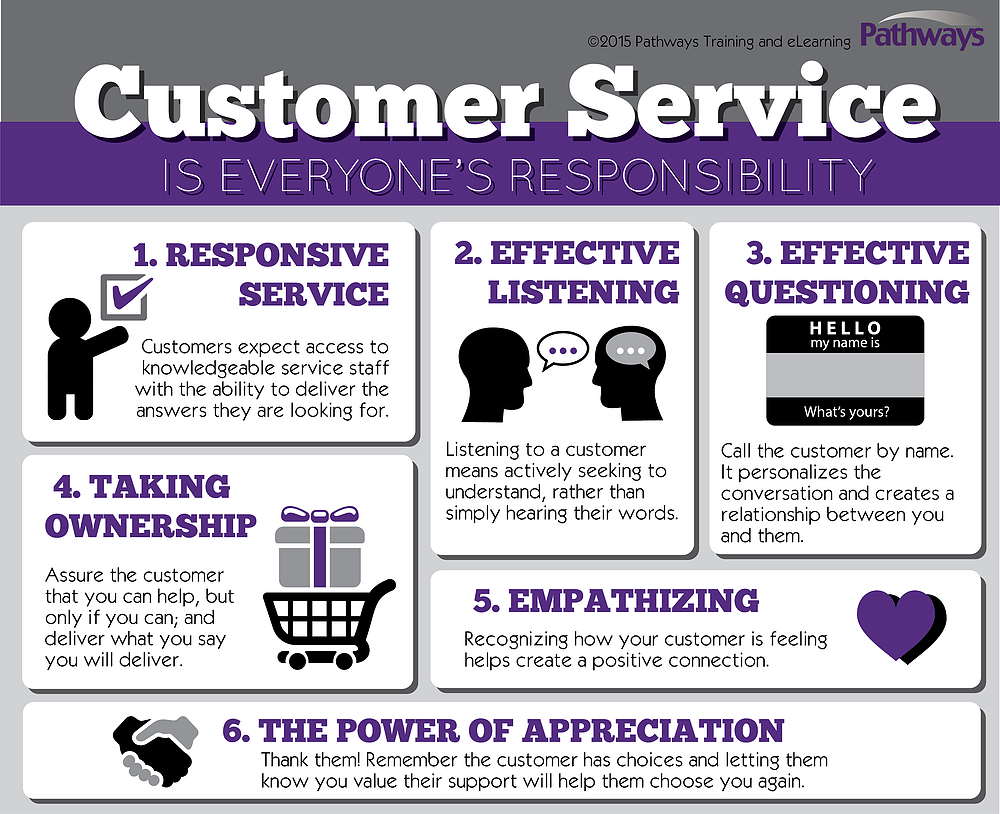 ©2015 Pathways Training and eLearning
Pathways
Customer Service
IS EVERYONE'S RESPONSIBILITY
1. RESPONSIVE
SERVICE
Customers expect access to
knowledgeable service staff
with the ability to deliver the
answers they are looking for.
2. EFFECTIVE
LISTENING
Listening to a customer
means actively seeking to
understand, rather than
simply hearing their words.
3. EFFECTIVE
QUESTIONING
HELLO
my name is
What's yours?
Call the customer by name.
It personalizes the
conversation and creates a
relationship between you
and them.
4. TAKING
OWNERSHIP
Assure the customer
that you can help, but
only if you can; and
deliver what you say
you will deliver.
5. EMPATHIZING
Recognizing how your customer is feeling
helps create a positive connection.
6. THE POWER OF APPRECIATION
Thank them! Remember the customer has choices and letting them
know you value their support will help them choose you again.